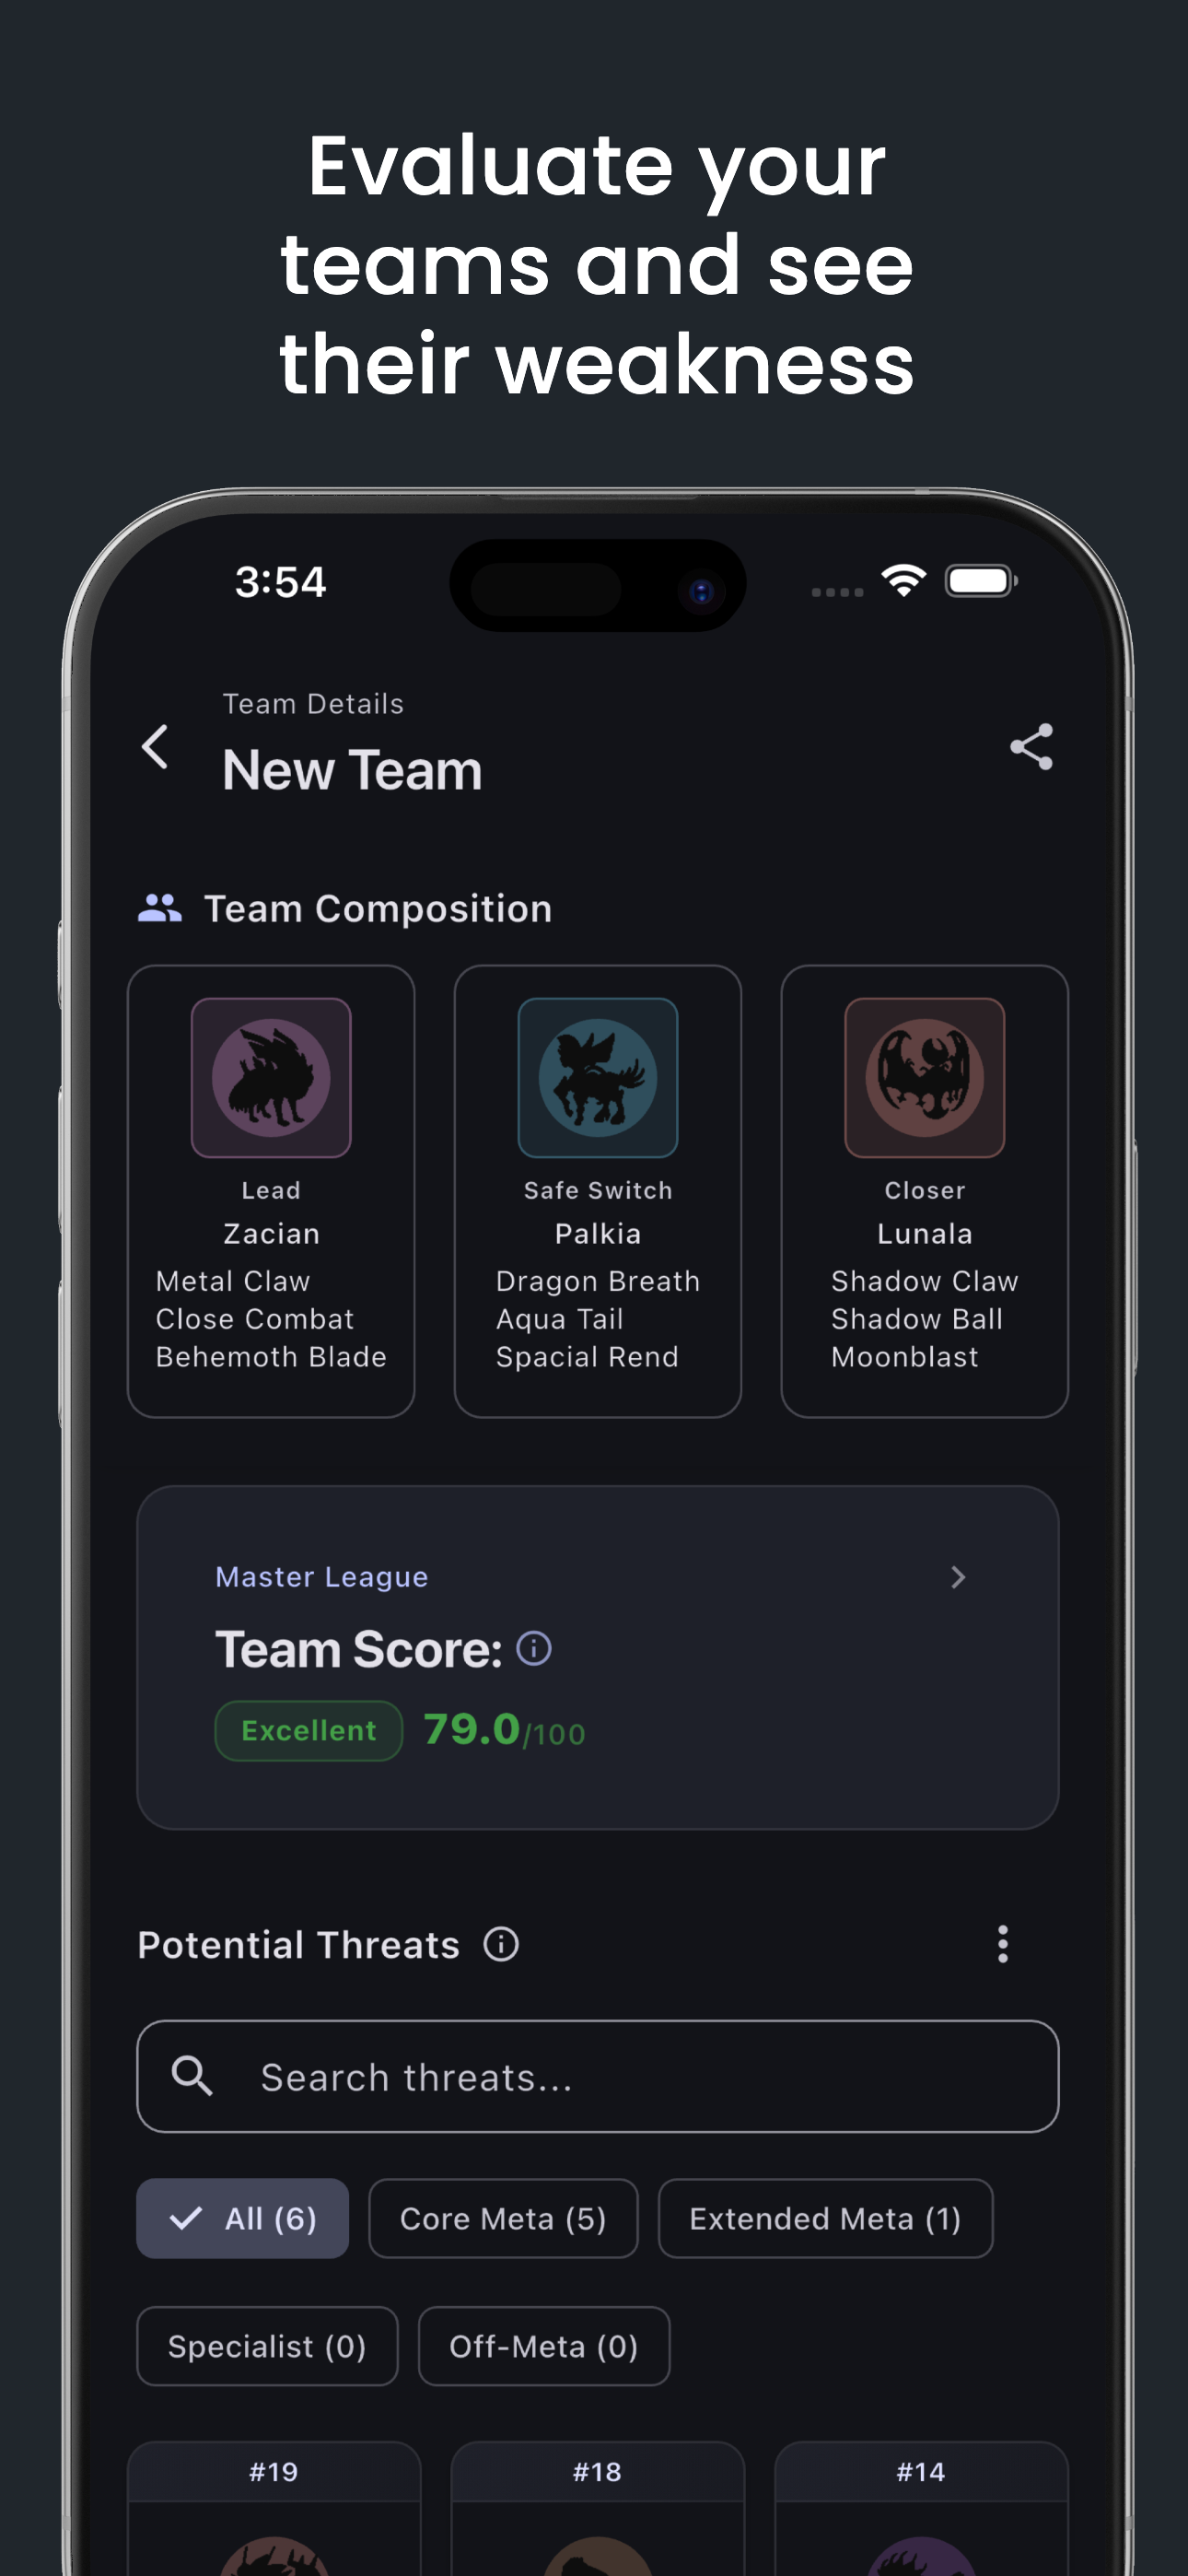 Evaluate your
teams and see
their weakness
3:54
Team Details
New Team
Team Composition
Lead
Zacian
Metal Claw
Close Combat
Behemoth Blade
Safe Switch
Palkia
Dragon Breath
Aqua Tail
Spacial Rend
Closer
Lunala
Shadow Claw
Shadow Ball
Moonblast
Master League
Team Score:
Excellent 79.0/100
Potential Threats
Search threats...
All (6) Core Meta (5) Extended Meta (1)
Specialist (0) Off-Meta (0)
#19 #18 #14